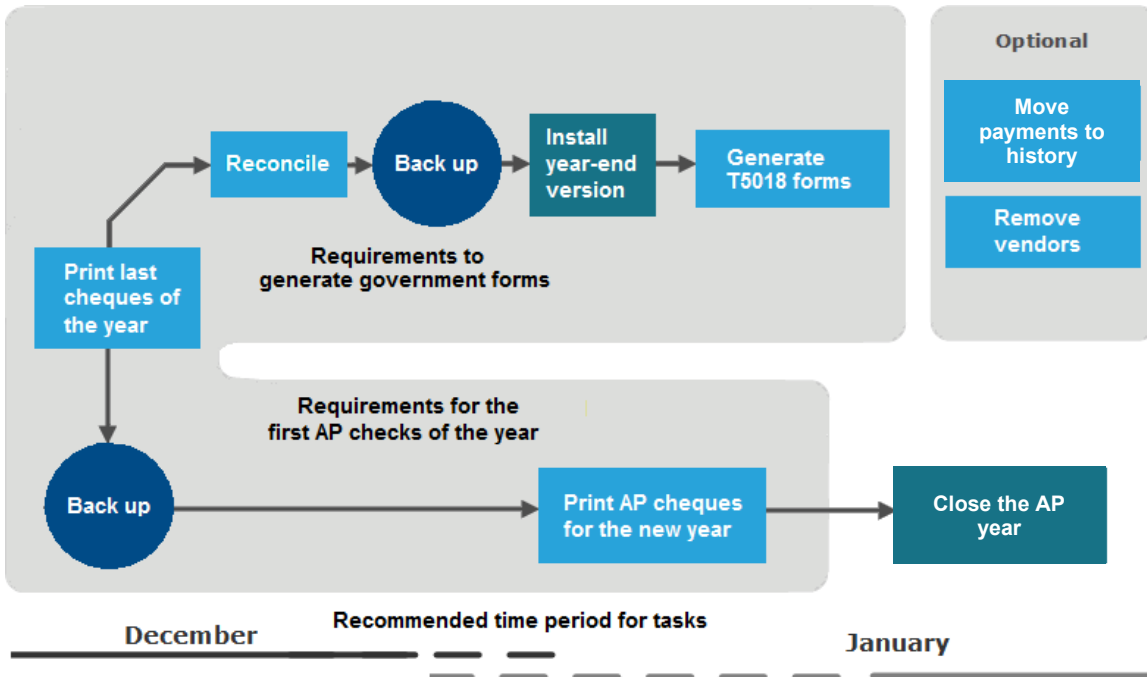 Optional
Move
payments to
history
Remove
vendors
Reconcile
Back up
Install
year-end
version
Generate
T5018 forms
Requirements to
generate government forms
Print last
cheques of
the year
Requirements for the
first AP checks of the year
Back up
Print AP cheques
for the new year
Close the AP
year
Recommended time period for tasks
December
January